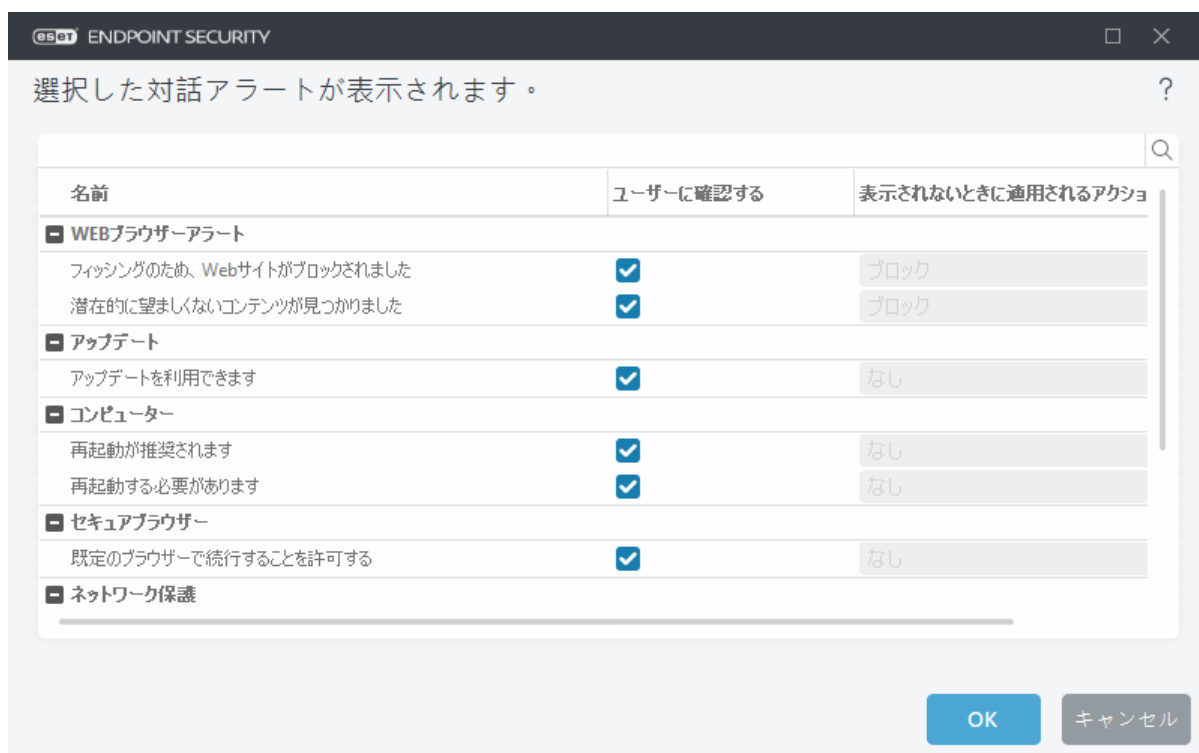 eset ENDPOINT SECURITY
選択した対話アラートが表示されます。
?
名前 ユーザーに確認する 表示されないときに適用されるアクショ
WEBブラウザーアラート
フィッシングのため、Webサイトがブロックされました ブロック
潜在的に望ましくないコンテンツが見つかりました ブロック
アップデート
アップデートを利用できます なし
コンピューター
再起動が推奨されます なし
再起動する必要があります なし
セキュアブラウザー
既定のブラウザーで続行することを許可する なし
ネットワーク保護
OK キャンセル